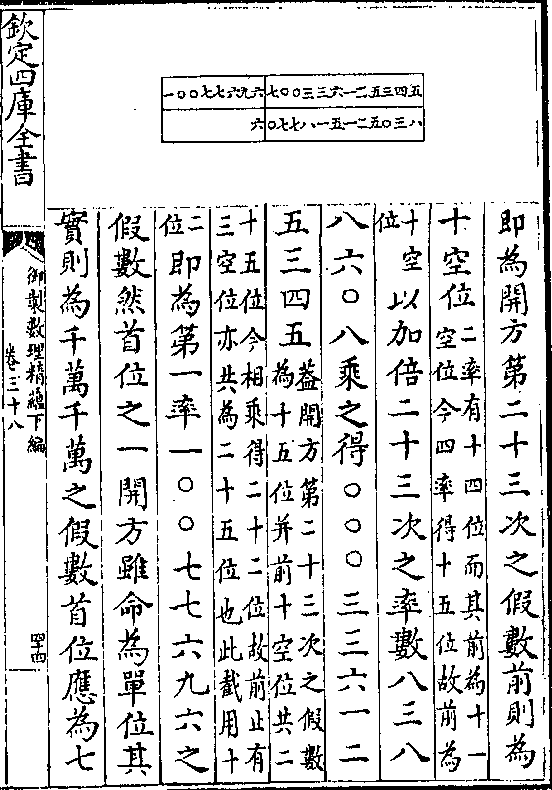 一〇〇七七六九六七〇〇三三六一二五三四五
六〇七七八一五一二五〇三八
即為開方第二十三次之假數前則為
十空位二率有十四位而其前為十一空位今四率得十五位故前為
十空位以加倍二十三次之率數八三八
八六〇八乘之得〇〇〇三三六一二
五三四五葢開方第二十三次之假數為十五位并前十空位共二
十五位今相乘得二十二位故前止有三空位亦共為二十五位也此截用十
二位即為第一率一〇〇七七六九六之
假數然首位之一開方雖命為單位其
實則為千萬千萬之假數首位應為七
欽定四庫全書
御製數理精蘊下編
卷三十八
四十四